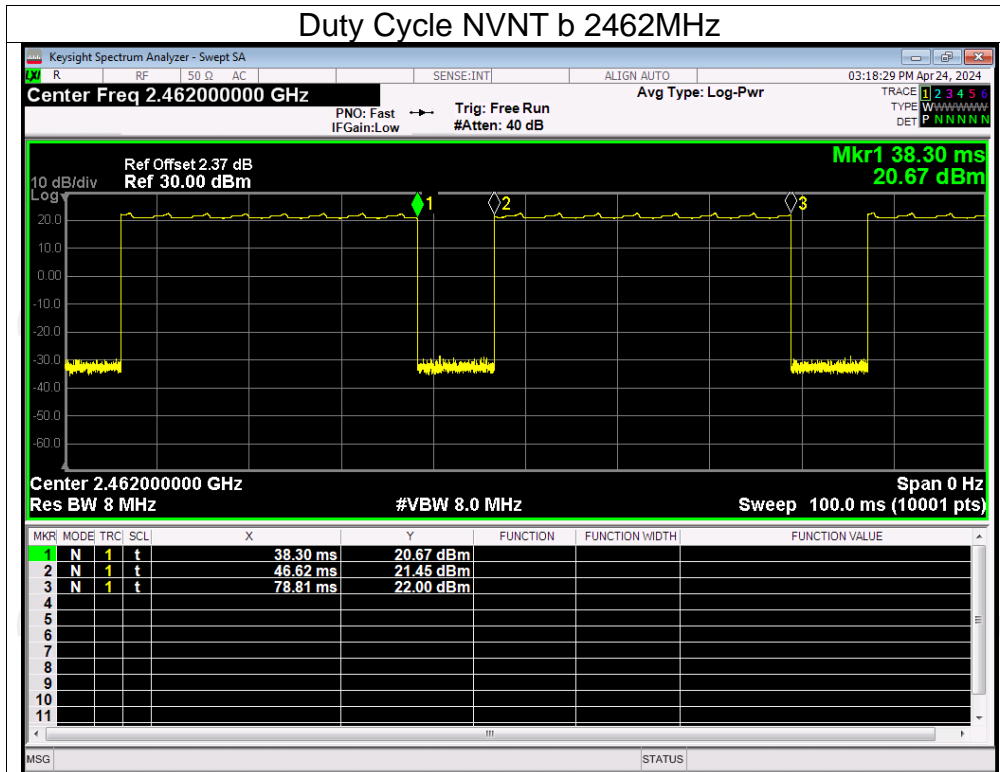 Duty Cycle NVNT b 2462MHz
Keysight Spectrum Analyzer - Swept SA
LXI R RF 50 Ω AC SENSE:INT ALIGN AUTO 03:18:29 PM Apr 24, 2024
Center Freq 2.462000000 GHz Avg Type: Log-Pwr TRACE 1 2 3 4 5 6
PNO: Fast Trig: Free Run TYPE WWWWWW
IFGain:Low #Atten: 40 dB DET P N N N N N
Mkr1 38.30 ms
Ref Offset 2.37 dB
10 dB/div Ref 30.00 dBm 20.67 dBm
Log
1 2 3
20.0
10.0
0.00
-10.0
-20.0
-30.0
-40.0
-50.0
-60.0
Center 2.462000000 GHz Span 0 Hz
Res BW 8 MHz #VBW 8.0 MHz Sweep 100.0 ms (10001 pts)
MKR MODE TRC SCL X Y FUNCTION FUNCTION WIDTH FUNCTION VALUE
1 N 1 t 38.30 ms 20.67 dBm
2 N 1 t 46.62 ms 21.45 dBm
3 N 1 t 78.81 ms 22.00 dBm
4
5
6
7
8
9
10
11
MSG STATUS